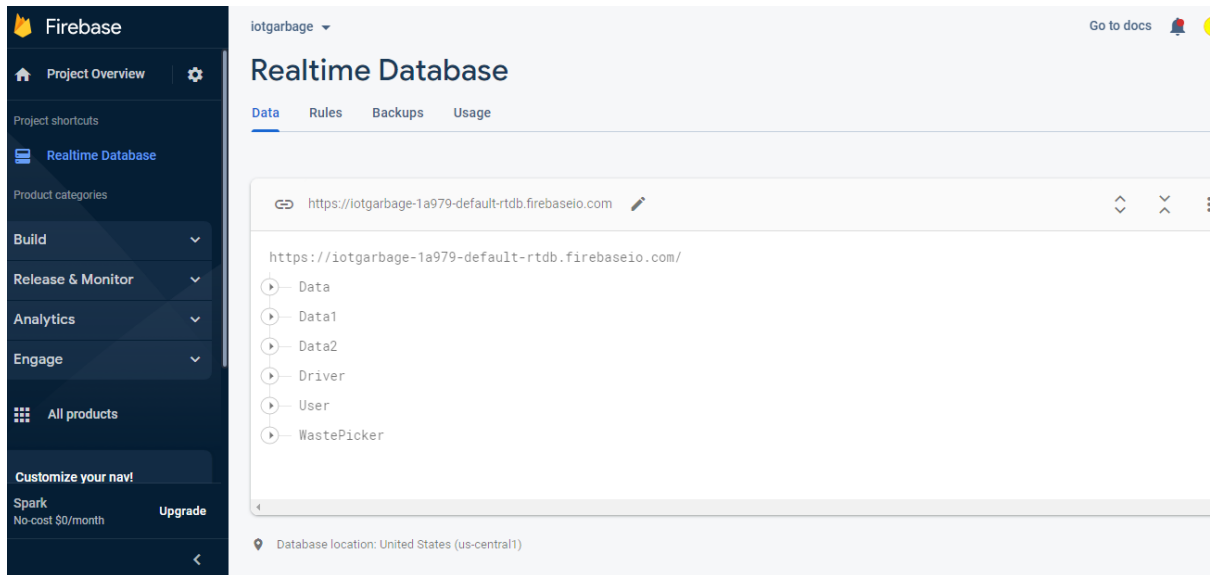 Firebase
Project Overview
Project shortcuts
Realtime Database
Product categories
Build
Release & Monitor
Analytics
Engage
All products
Customize your nav!
Spark
No-cost $0/month
Upgrade
iotgarbage
Go to docs
Realtime Database
Data Rules Backups Usage
https://iotgarbage-1a979-default-rtdb.firebaseio.com
https://iotgarbage-1a979-default-rtdb.firebaseio.com/
Data
Data1
Data2
Driver
User
WastePicker
Database location: United States (us-central1)